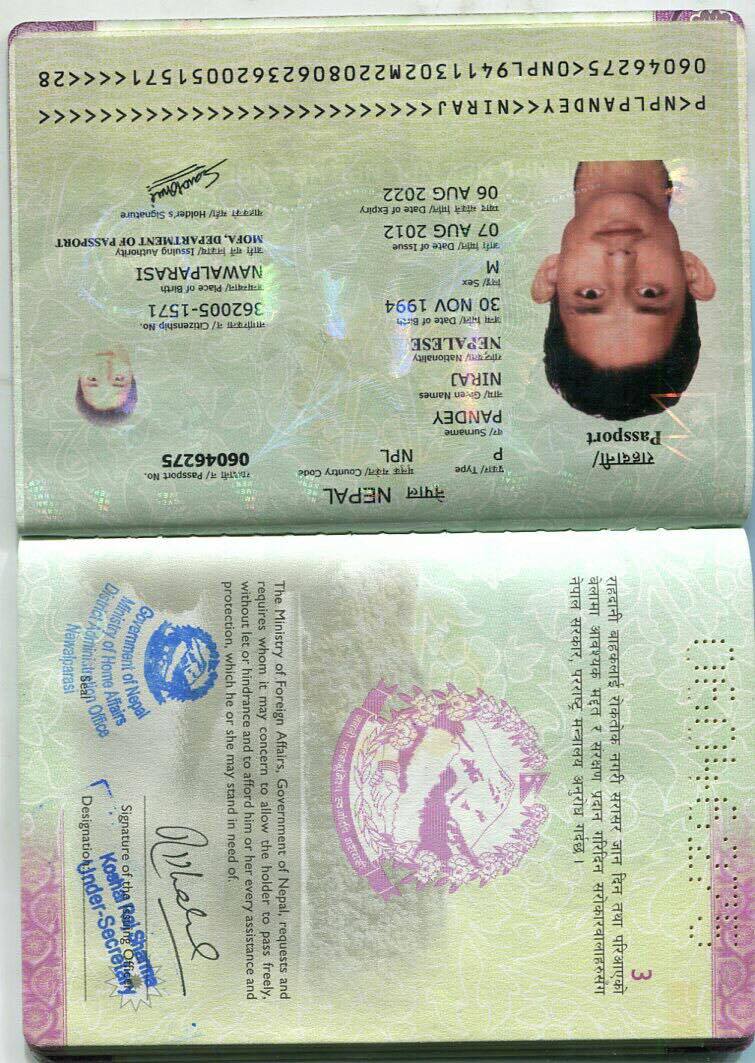 3
राहदानी बाहकलाई रोकतोक नगरी सरासर जान दिन तथा परिआएको
बेलामा आवश्यक मद्दत र संरक्षण प्रदान गरिदिन सरोकारवालाहरुसँग
नेपाल सरकार, परराष्ट्र मन्त्रालय अनुरोध गर्दछ ।
The Ministry of Foreign Affairs, Government of Nepal, requests and
requires whom it may concern to allow the holder to pass freely,
without let or hindrance and to afford him or her every assistance and
protection, which he or she may stand in need of.
Signature of the Issuing Officer
Under-Secretary
Designation
Seal
Government of Nepal
Ministry of Home Affairs
District Administration Office
Nawalparasi
नेपाल NEPAL
राहदानी/
Passport
प्रकार/ Type
मूलक संकेत/ Country Code
राहदानी नं/ Passport No.
P
NPL
06046275
थर/ Surname
PANDEY
नाम/ Given Names
NIRAJ
राष्ट्रियता/ Nationality
NEPALESE
जन्म मिति/ Date of Birth
नागरिकता नं/ Citizenship No.
30 NOV 1994
362005-1571
लिङ्ग/ Sex
जन्मस्थान/ Place of Birth
M
NAWALPARASI
जारी मिति/ Date of Issue
जारी गर्ने निकाय/ Issuing Authority
07 AUG 2012
MOFA, DEPARTMENT OF PASSPORT
म्याद सकिने मिति/ Date of Expiry
वाहकको सही/ Holder's Signature
06 AUG 2022
P<NPLPANDEY<<NIRAJ<<<<<<<<<<<<<<<<<<<<<<<<<<
06046275<0NPL9411302M22080623620051571<<<<28